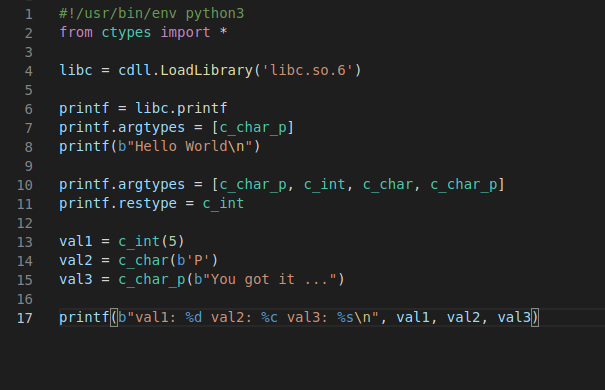 1 #!/usr/bin/env python3
2 from ctypes import *
3
4 libc = cdll.LoadLibrary('libc.so.6')
5
6 printf = libc.printf
7 printf.argtypes = [c_char_p]
8 printf(b"Hello World\n")
9
10 printf.argtypes = [c_char_p, c_int, c_char, c_char_p]
11 printf.restype = c_int
12
13 val1 = c_int(5)
14 val2 = c_char(b'P')
15 val3 = c_char_p(b"You got it ...")
16
17 printf(b"val1: %d val2: %c val3: %s\n", val1, val2, val3)